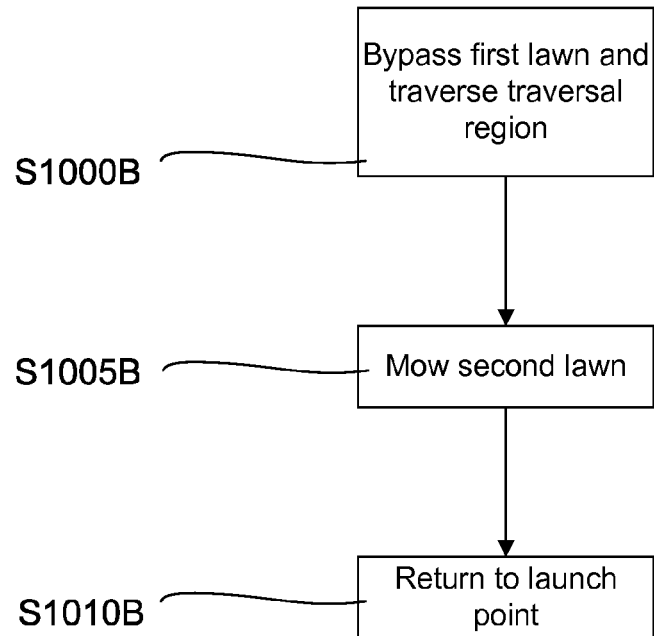 Bypass first lawn and
traverse traversal
region
S1000B
Mow second lawn
S1005B
Return to launch
point
S1010B